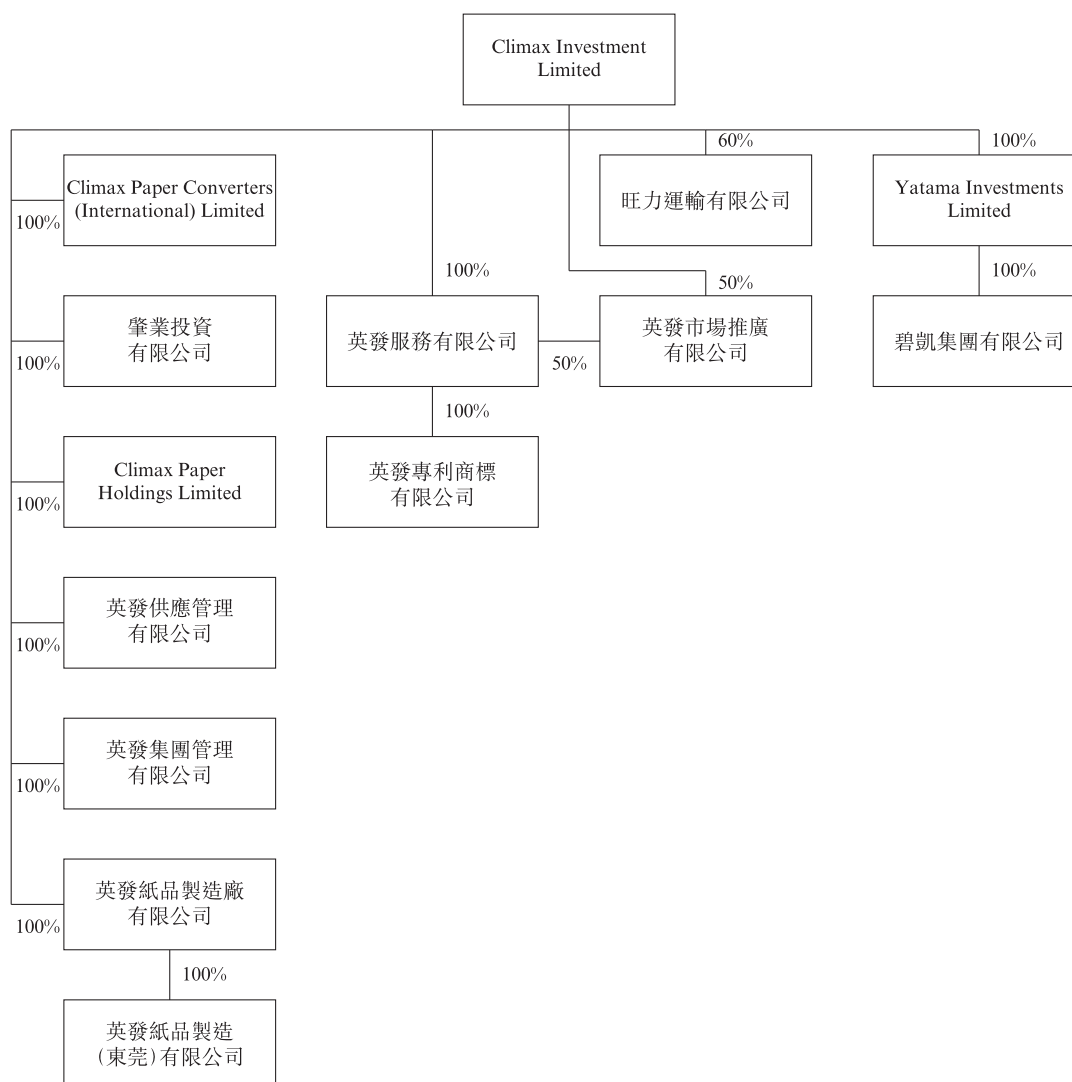 Climax Investment
Limited
60%
100%
Climax Paper Converters
(International) Limited
100%
旺力運輸有限公司
Yatama Investments
Limited
100%
100%
50%
肇業投資
有限公司
100%
英發服務有限公司
50%
英發市場推廣
有限公司
碧凱集團有限公司
100%
Climax Paper
Holdings Limited
100%
英發專利商標
有限公司
英發供應管理
有限公司
100%
英發集團管理
有限公司
100%
英發紙品製造廠
有限公司
100%
100%
英發紙品製造
(東莞)有限公司